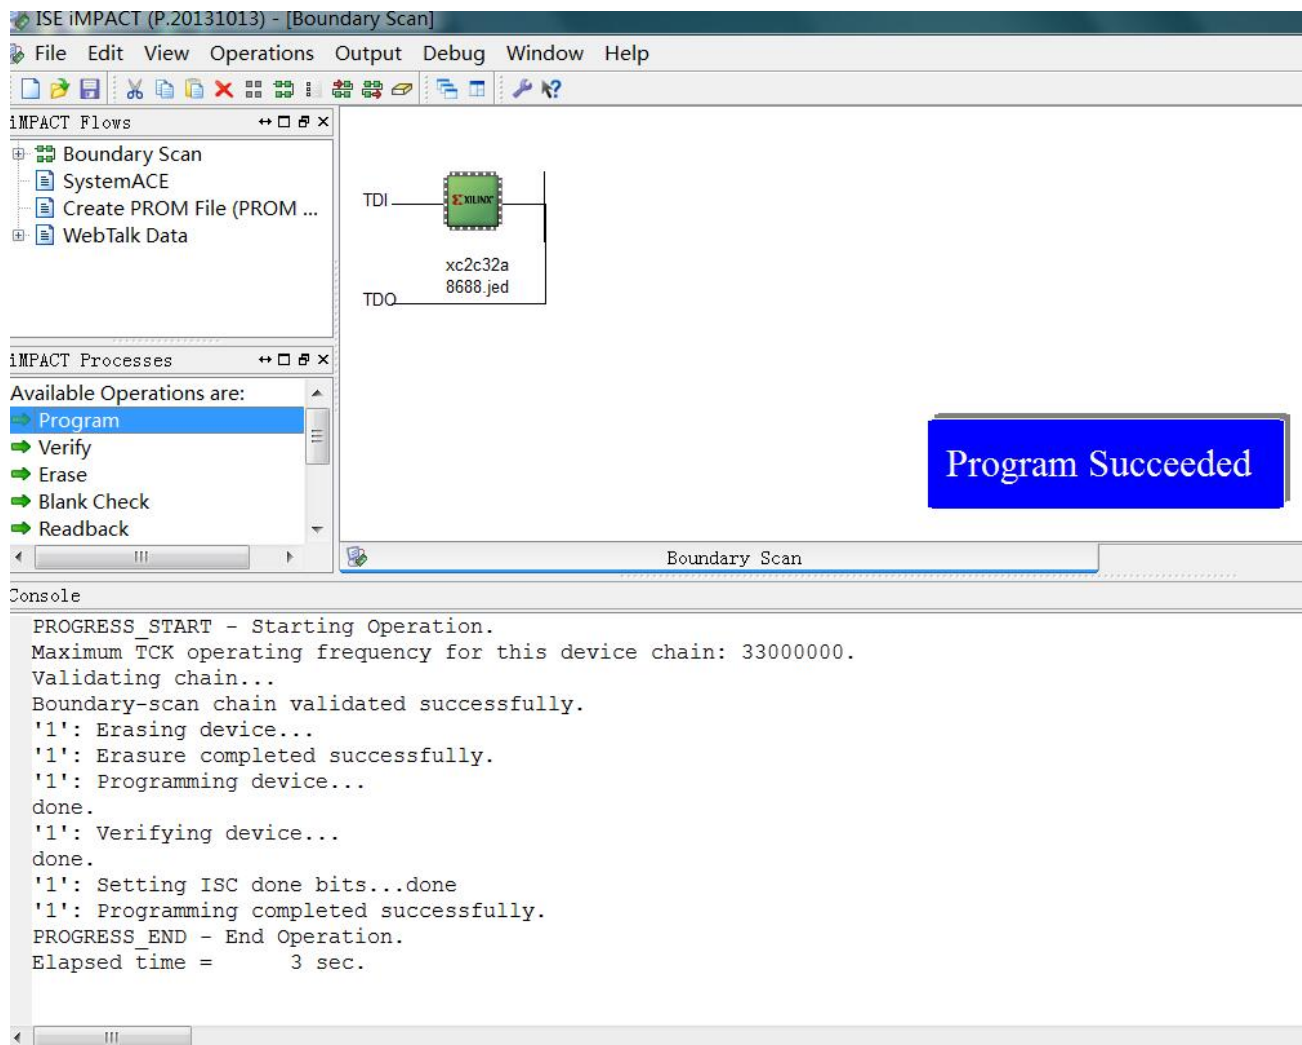 ISE iMPACT (P.20131013) - [Boundary Scan]
File Edit View Operations Output Debug Window Help
iMPACT Flows
Boundary Scan
SystemACE
Create PROM File (PROM ...
WebTalk Data
TDI
XILINX
xc2c32a
8688.jed
TDO
iMPACT Processes
Available Operations are:
Program
Verify
Erase
Blank Check
Readback
Program Succeeded
Boundary Scan
Console
PROGRESS_START - Starting Operation.
Maximum TCK operating frequency for this device chain: 33000000.
Validating chain...
Boundary-scan chain validated successfully.
'1': Erasing device...
'1': Erasure completed successfully.
'1': Programming device...
done.
'1': Verifying device...
done.
'1': Setting ISC done bits...done
'1': Programming completed successfully.
PROGRESS_END - End Operation.
Elapsed time =      3 sec.